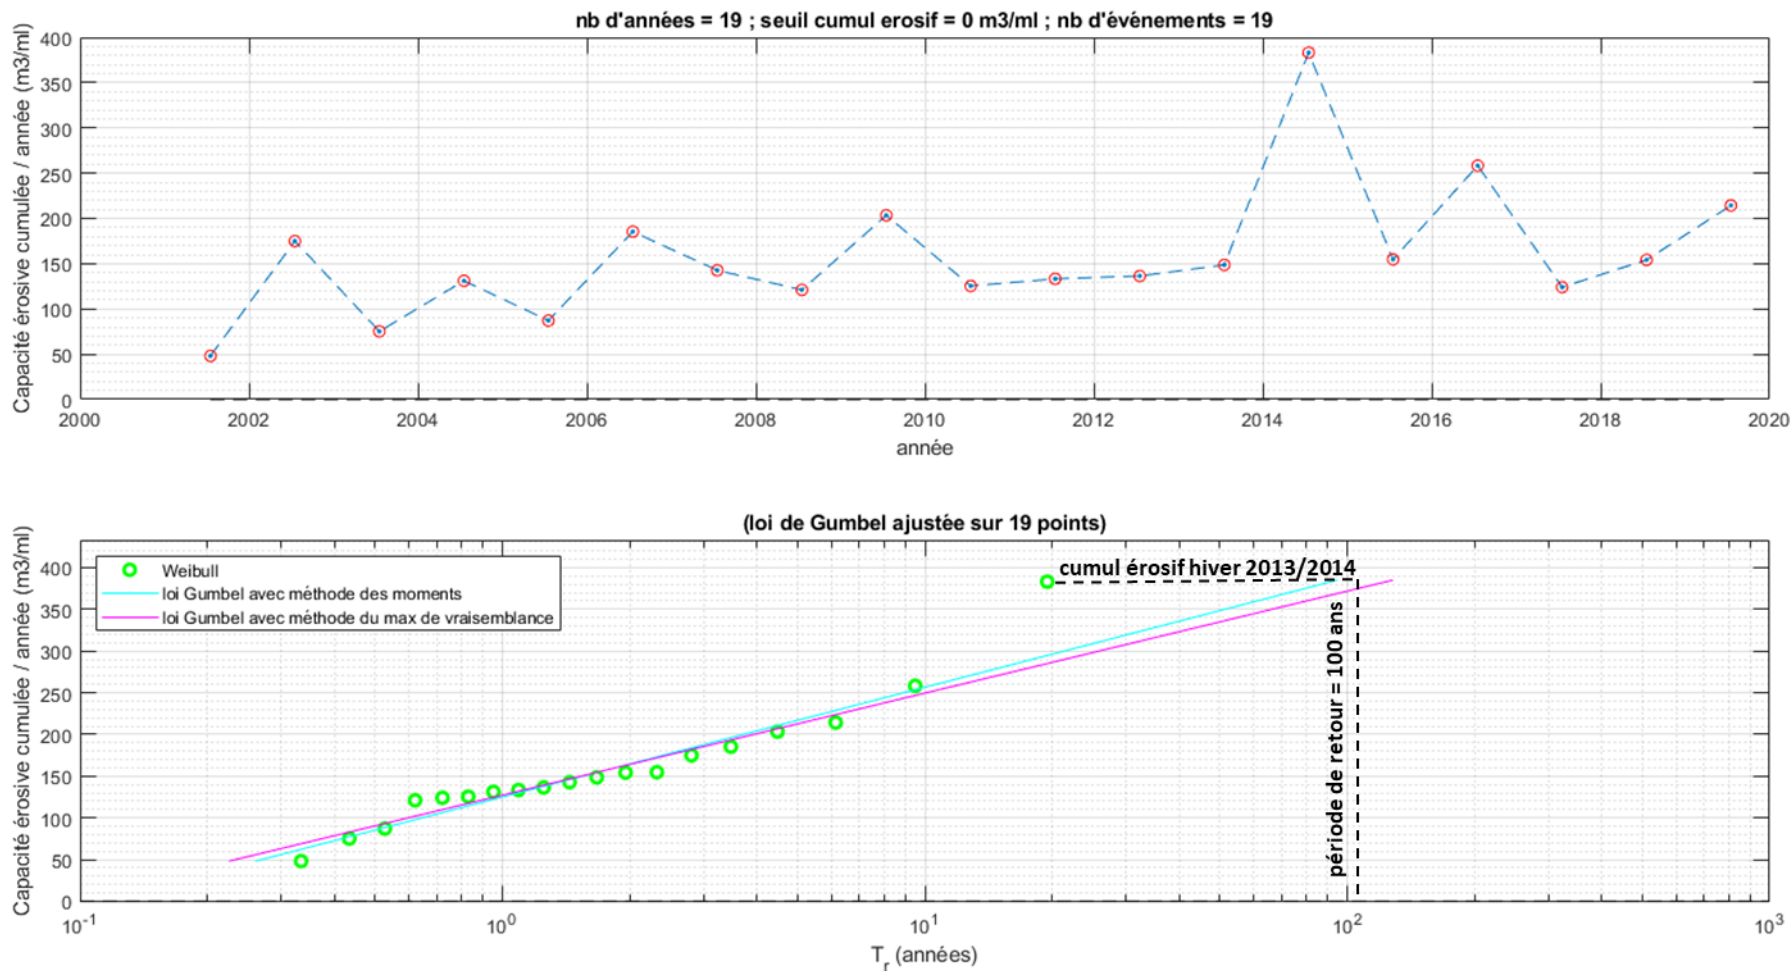 nb d'années = 19 ; seuil cumul erosif = 0 m3/ml ; nb d'événements = 19
Capacité érosive cumulée / année (m3/ml)
400
350
300
250
200
150
100
50
0
2000 2002 2004 2006 2008 2010 2012 2014 2016 2018 2020
année
(loi de Gumbel ajustée sur 19 points)
Capacité érosive cumulée / année (m3/ml)
400
350
300
250
200
150
100
50
0
Weibull
loi Gumbel avec méthode des moments
loi Gumbel avec méthode du max de vraisemblance
cumul érosif hiver 2013/2014
période de retour = 100 ans
10⁻¹ 10⁰ 10¹ 10² 10³
Tᵣ (années)